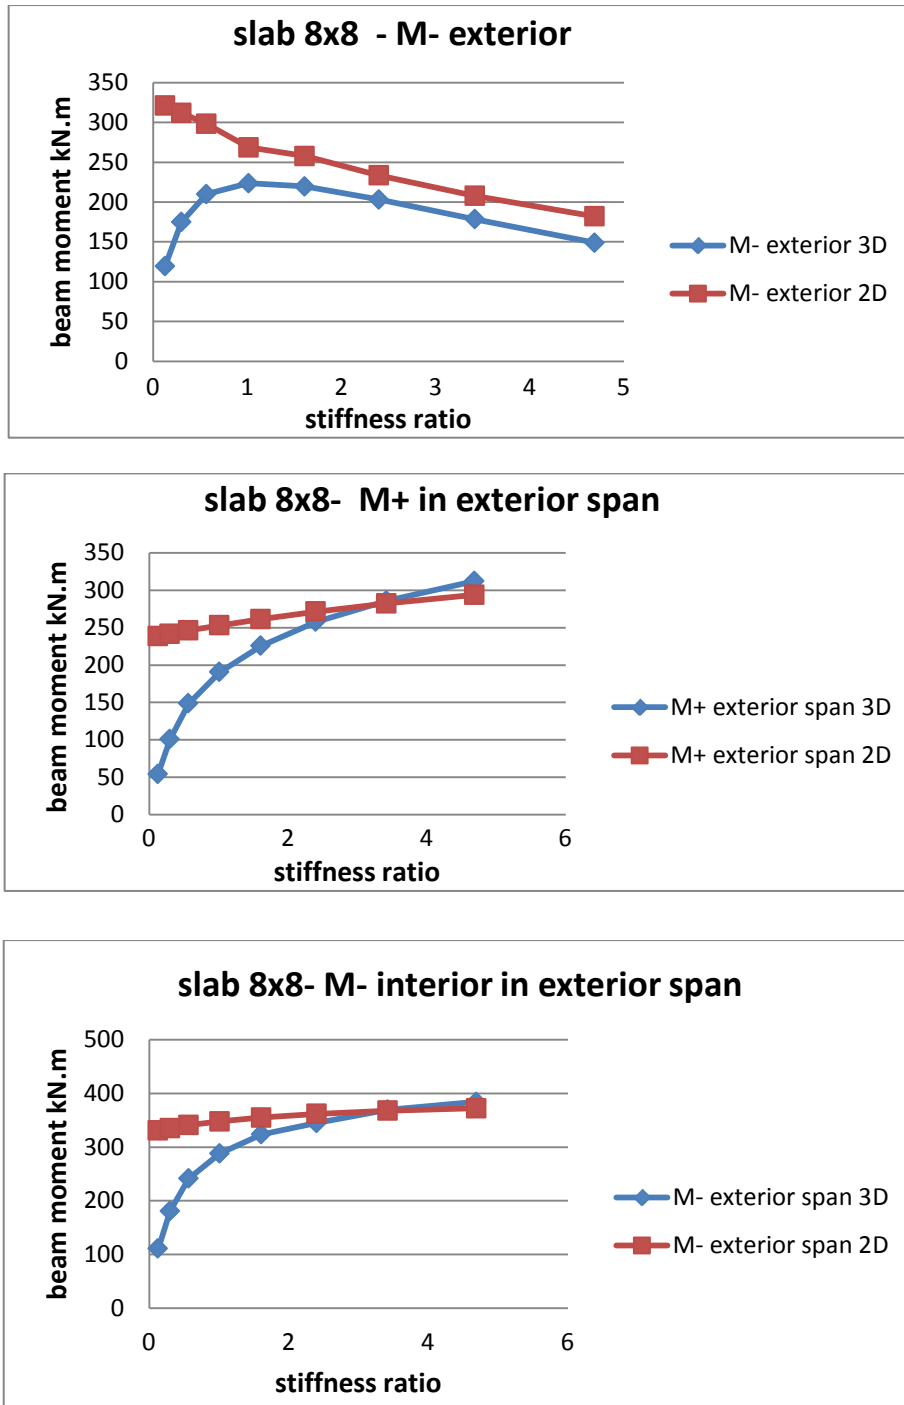 slab 8x8  - M- exterior
beam moment kN.m
350
300
250
200
150
100
50
0
0 1 2 3 4 5
stiffness ratio
M- exterior 3D
M- exterior 2D
slab 8x8-  M+ in exterior span
beam moment kN.m
350
300
250
200
150
100
50
0
0 2 4 6
stiffness ratio
M+ exterior span 3D
M+ exterior span 2D
slab 8x8- M- interior in exterior span
beam moment kN.m
500
400
300
200
100
0
0 2 4 6
stiffness ratio
M- exterior span 3D
M- exterior span 2D